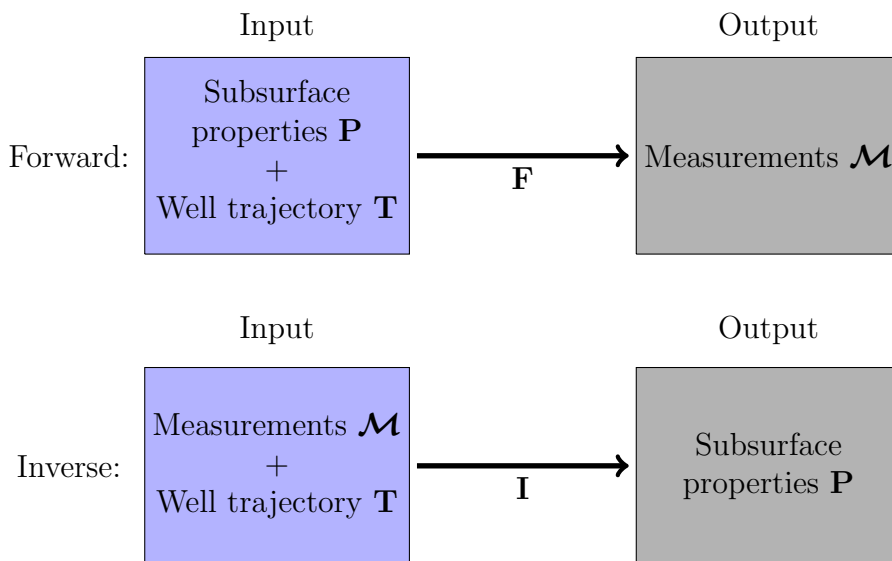 Input
Output
Forward:
Subsurface
properties P
+
Well trajectory T
F
Measurements ℳ
Input
Output
Inverse:
Measurements ℳ
+
Well trajectory T
I
Subsurface
properties P